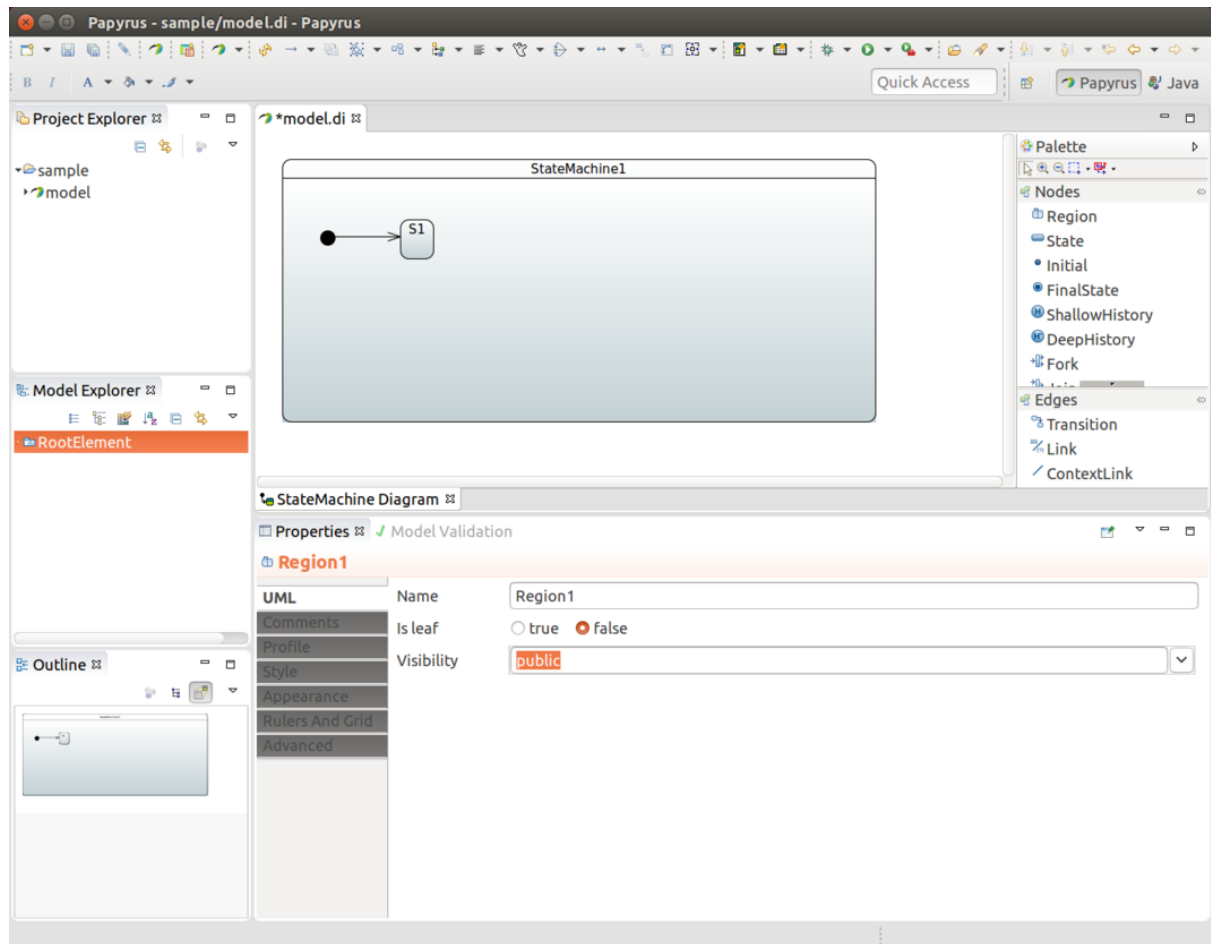 Papyrus - sample/model.di - Papyrus
B I A
Quick Access
Papyrus
Java
Project Explorer
sample
model
*model.di
StateMachine1
S1
Palette
Nodes
Region
State
Initial
FinalState
ShallowHistory
DeepHistory
Fork
Edges
Transition
Link
ContextLink
Model Explorer
RootElement
StateMachine Diagram
Properties
Model Validation
Region1
UML
Comments
Profile
Style
Appearance
Rulers And Grid
Advanced
Name
Region1
Is leaf
true
false
Visibility
public
Outline